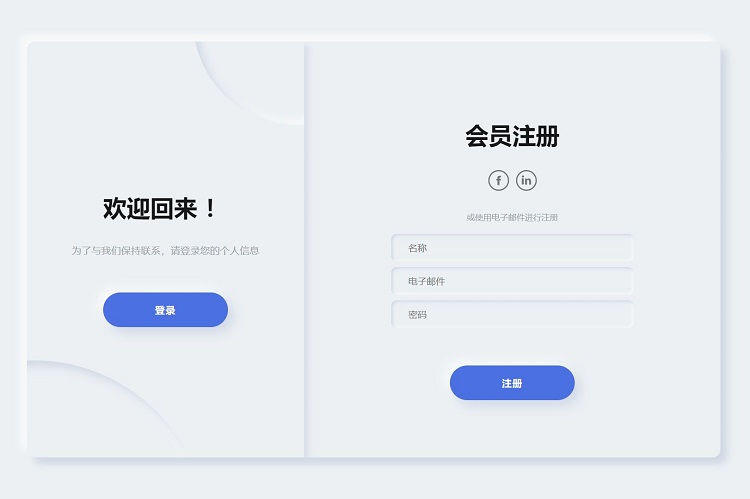 欢迎回来！
为了与我们保持联系，请登录您的个人信息
登录
会员注册
f in
或使用电子邮件进行注册
名称
电子邮件
密码
注册